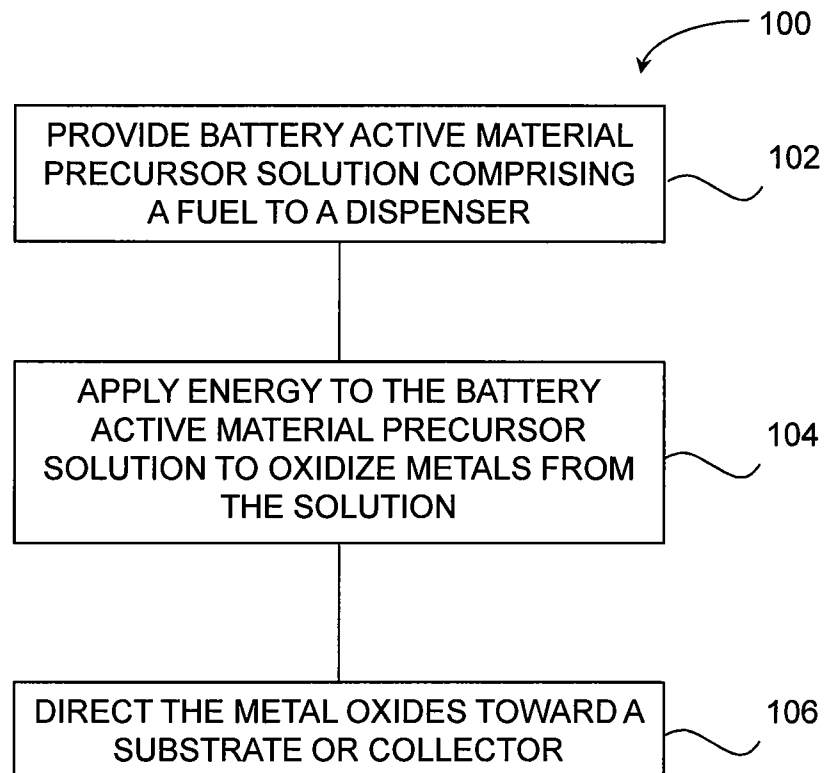 100
PROVIDE BATTERY ACTIVE MATERIAL
PRECURSOR SOLUTION COMPRISING
A FUEL TO A DISPENSER
102
APPLY ENERGY TO THE BATTERY
ACTIVE MATERIAL PRECURSOR
SOLUTION TO OXIDIZE METALS FROM
THE SOLUTION
104
DIRECT THE METAL OXIDES TOWARD A
SUBSTRATE OR COLLECTOR
106